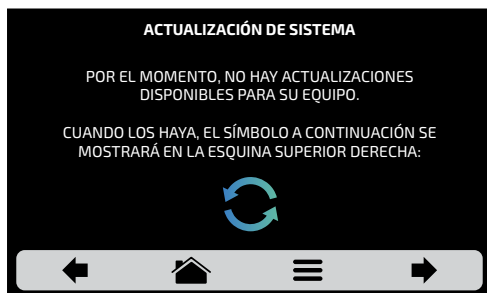 ACTUALIZACIÓN DE SISTEMA
POR EL MOMENTO, NO HAY ACTUALIZACIONES
DISPONIBLES PARA SU EQUIPO.
CUANDO LOS HAYA, EL SÍMBOLO A CONTINUACIÓN SE
MOSTRARÁ EN LA ESQUINA SUPERIOR DERECHA: